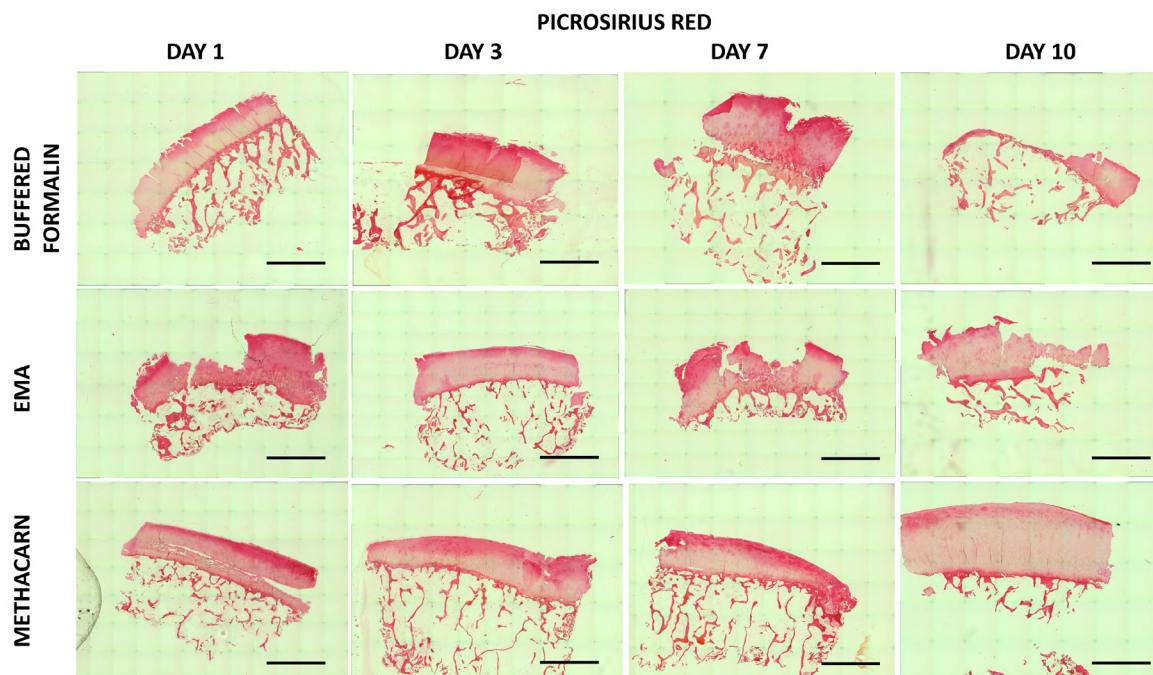 PICROSIRIUS RED
DAY 1 DAY 3 DAY 7 DAY 10
BUFFERED
FORMALIN
EMA
METHACARN